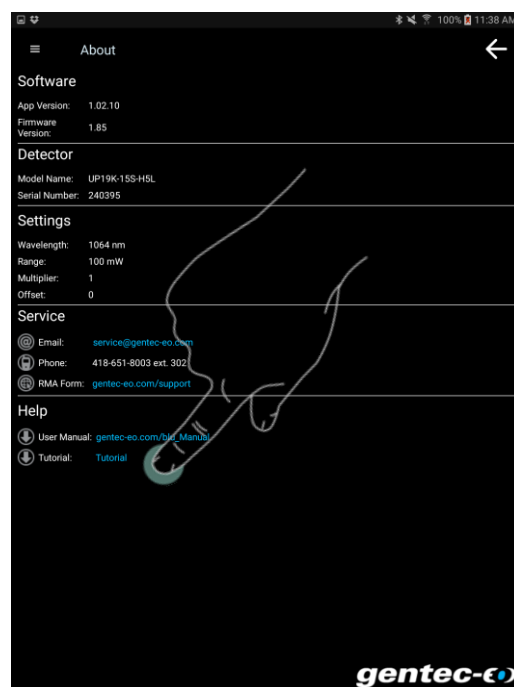 100% 11:38 AM
About
Software
App Version: 1.02.10
Firmware
Version: 1.85
Detector
Model Name: UP19K-15S-H5L
Serial Number: 240395
Settings
Wavelength: 1064 nm
Range: 100 mW
Multiplier: 1
Offset: 0
Service
@ Email: service@gentec-eo.com
Phone: 418-651-8003 ext. 302
RMA Form: gentec-eo.com/support
Help
User Manual: gentec-eo.com/blu_Manual
Tutorial: Tutorial
gentec-eo